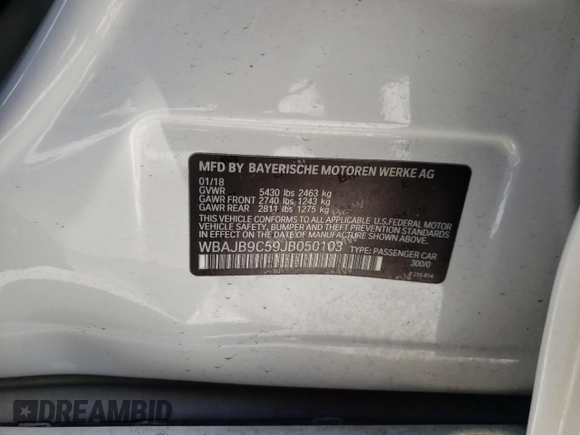 MFD BY BAYERISCHE MOTOREN WERKE AG
01/18
GVWR 5430 lbs 2463 kg
GAWR FRONT 2740 lbs 1243 kg
GAWR REAR 2811 lbs 1275 kg
THIS VEHICLE CONFORMS TO ALL APPLICABLE U.S.FEDERAL MOTOR
VEHICLE SAFETY, BUMPER AND THEFT PREVENTION STANDARDS IN
EFFECT ON THE DATE OF MANUFACTURE SHOWN ABOVE.
WBAJB9C59JB050103
TYPE: PASSENGER CAR
300/0
DREAMBID